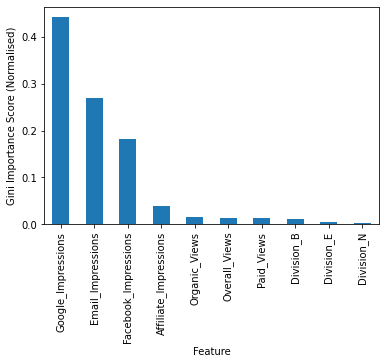 Gini Importance Score (Normalised)
0.4
0.3
0.2
0.1
0.0
Google_Impressions
Email_Impressions
Facebook_Impressions
Affiliate_Impressions
Organic_Views
Overall_Views
Paid_Views
Division_B
Division_E
Division_N
Feature